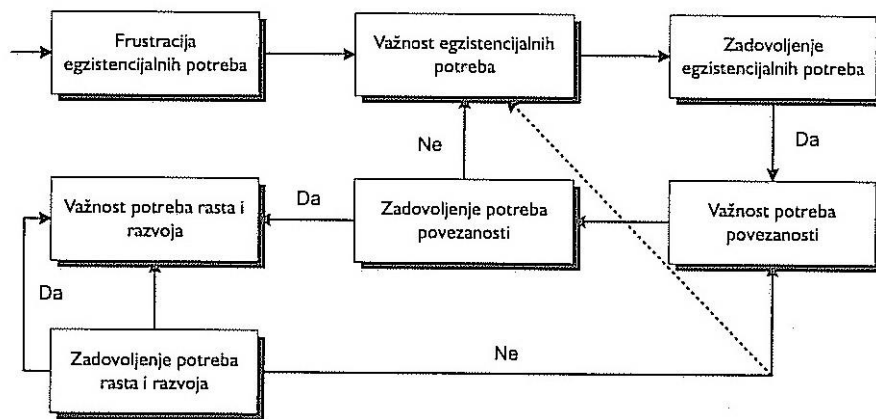 Frustracija
egzistencijalnih potreba
Važnost egzistencijalnih
potreba
Zadovoljenje
egzistencijalnih potreba
Ne
Da
Važnost potreba rasta i
razvoja
Da
Zadovoljenje potreba
povezanosti
Važnost potreba
povezanosti
Da
Zadovoljenje potreba
rasta i razvoja
Ne